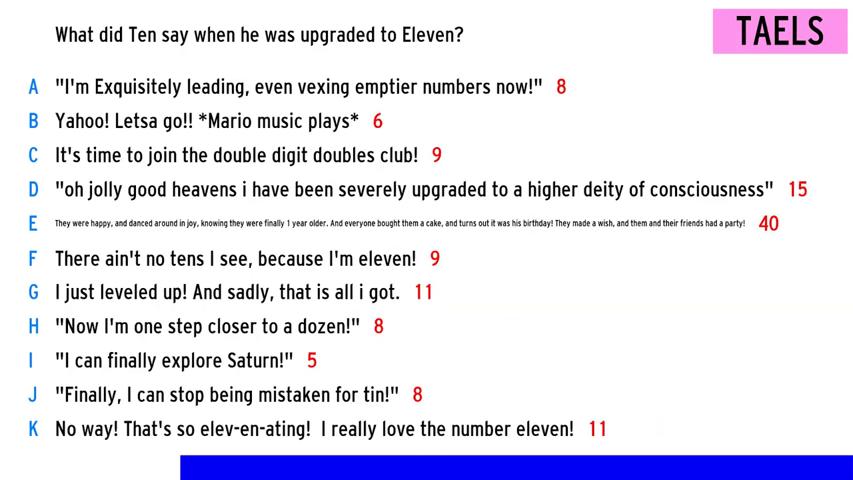 What did Ten say when he was upgraded to Eleven?
TAELS
A "I'm Exquisitely leading, even vexing emptier numbers now!" 8
B Yahoo! Letsa go!! *Mario music plays* 6
C It's time to join the double digit doubles club! 9
D "oh jolly good heavens i have been severely upgraded to a higher deity of consciousness" 15
E They were happy, and danced around in joy, knowing they were finally 1 year older. And everyone bought them a cake, and turns out it was his birthday! They made a wish, and them and their friends had a party! 40
F There ain't no tens I see, because I'm eleven! 9
G I just leveled up! And sadly, that is all i got. 11
H "Now I'm one step closer to a dozen!" 8
I "I can finally explore Saturn!" 5
J "Finally, I can stop being mistaken for tin!" 8
K No way! That's so elev-en-ating! I really love the number eleven! 11